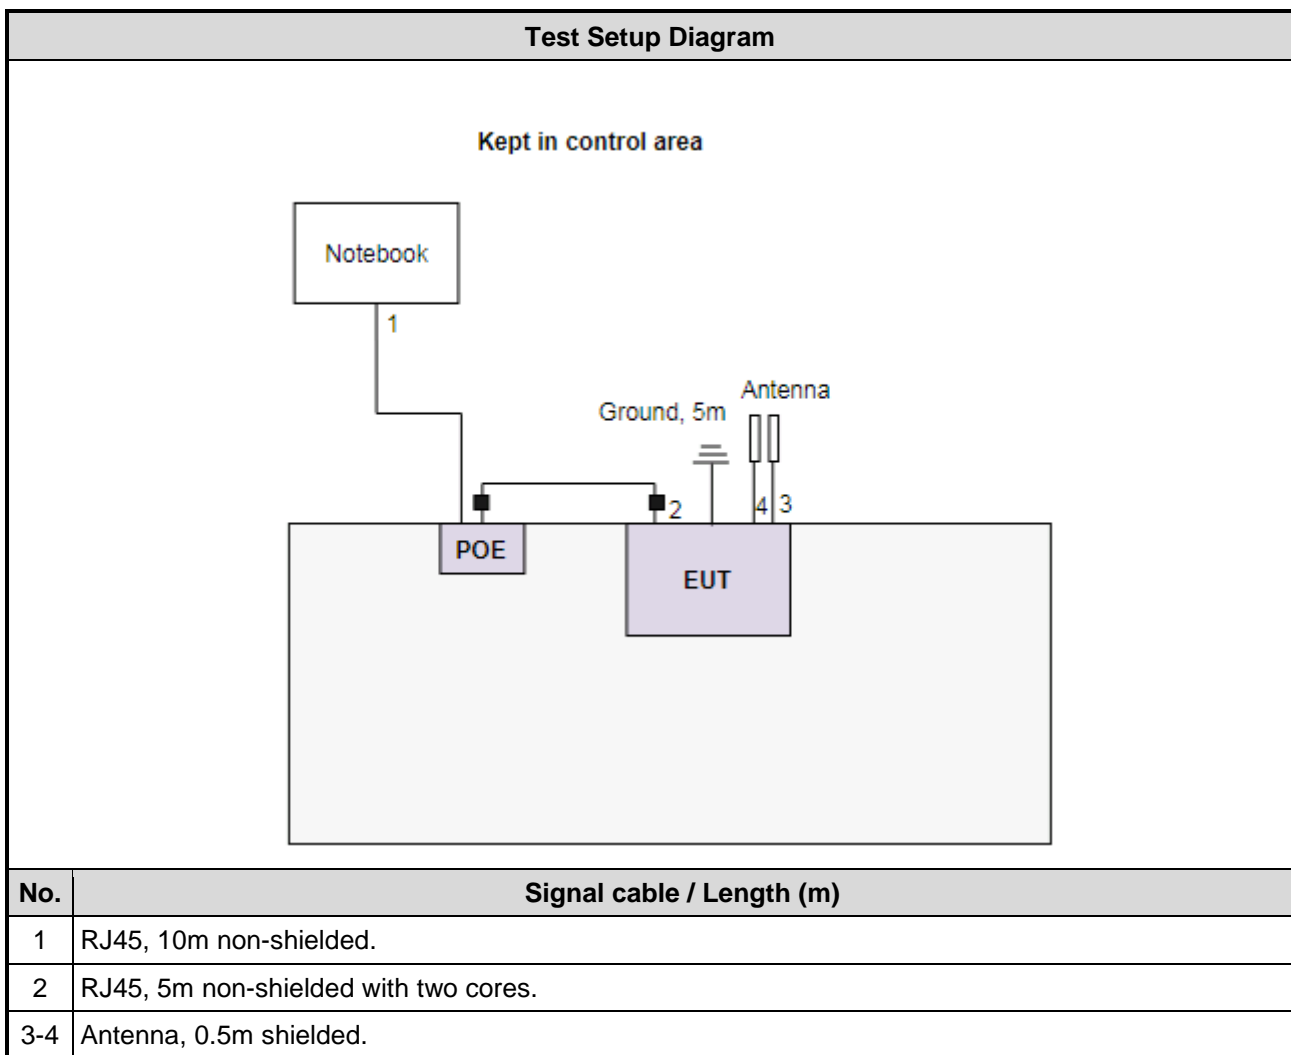 Test Setup Diagram
Kept in control area
Notebook
1
Antenna
Ground, 5m
2
4
3
POE
EUT
No. Signal cable / Length (m)
1 RJ45, 10m non-shielded.
2 RJ45, 5m non-shielded with two cores.
3-4 Antenna, 0.5m shielded.